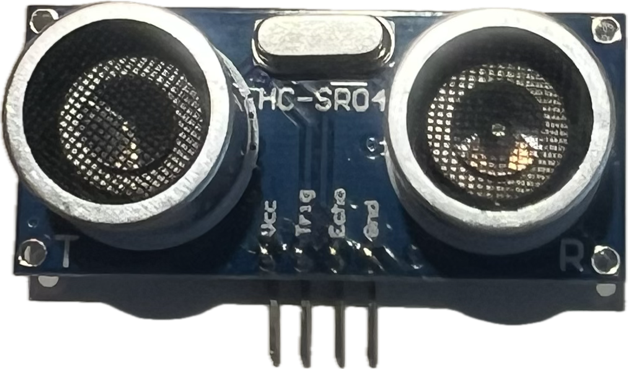 HC-SR04
Vcc
Trig
Echo
Gnd
T
R